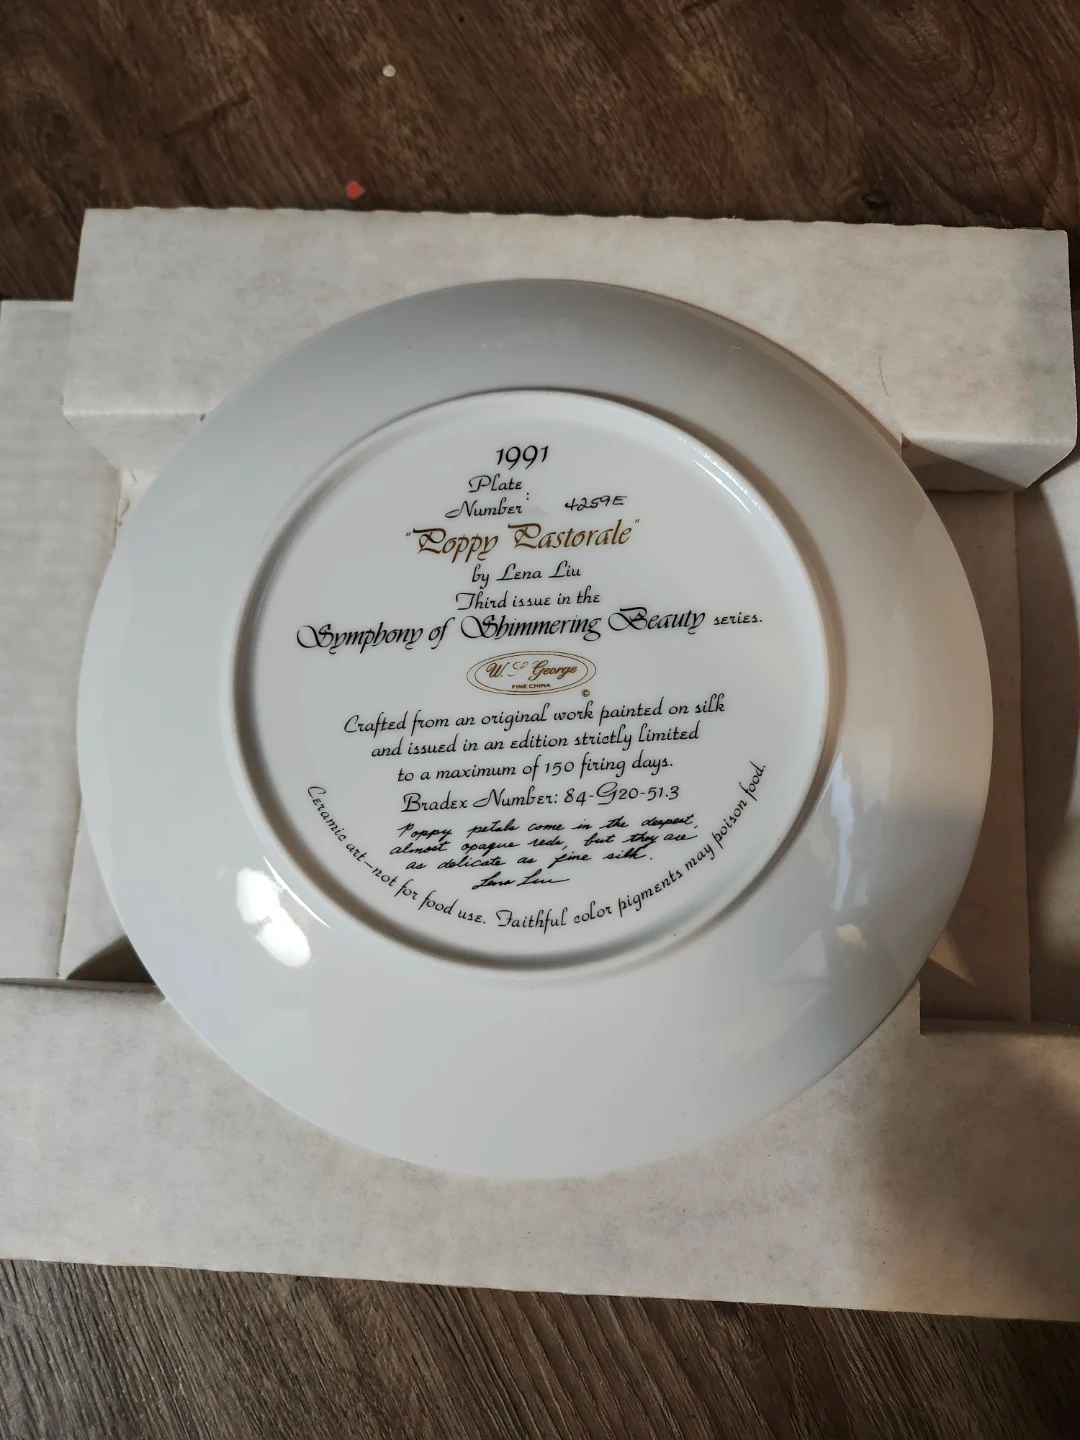 1991
Plate
Number: 4259E
"Poppy Pastorale"
by Lena Liu
Third issue in the
Symphony of Shimmering Beauty series.
W. S. George
FINE CHINA
©
Crafted from an original work painted on silk
and issued in an edition strictly limited
to a maximum of 150 firing days.
Bradex Number: 84-G20-51.3
Poppy petals come in the deepest,
almost opaque reds, but they are
as delicate as fine silk.
Lena Liu
Ceramic art—not for food use. Faithful color pigments may poison food.